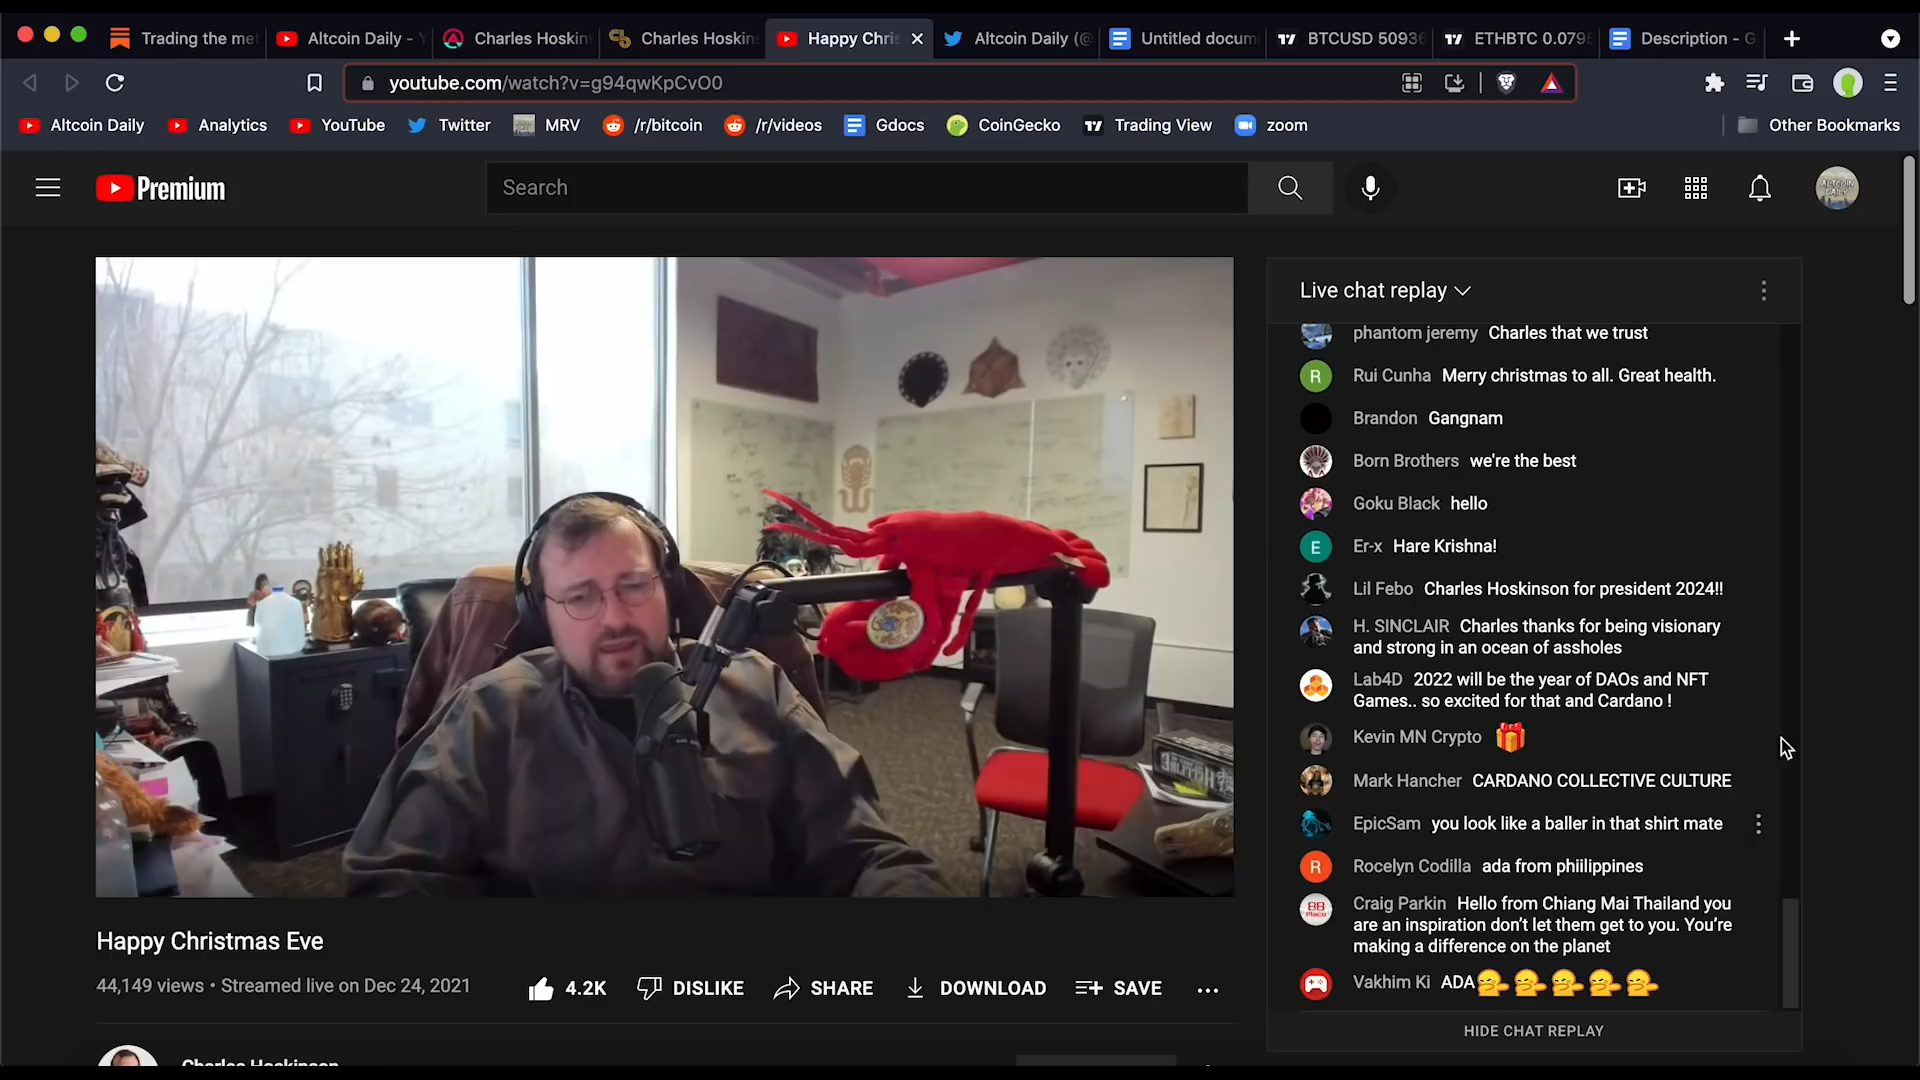 Trading the me
Altcoin Daily - Y
Charles Hoskin
Charles Hoskin
Happy Chris
Altcoin Daily (@
Untitled docum
BTCUSD 5093
ETHBTC 0.079
Description - G
youtube.com/watch?v=g94qwKpCvO0
Altcoin Daily
Analytics
YouTube
Twitter
MRV
/r/bitcoin
/r/videos
Gdocs
CoinGecko
Trading View
zoom
Other Bookmarks
Premium
Search
Live chat replay
phantom jeremy Charles that we trust
R
Rui Cunha Merry christmas to all. Great health.
Brandon Gangnam
Born Brothers we're the best
Goku Black hello
E
Er-x Hare Krishna!
Lil Febo Charles Hoskinson for president 2024!!
H. SINCLAIR Charles thanks for being visionary
and strong in an ocean of assholes
Lab4D 2022 will be the year of DAOs and NFT
Games.. so excited for that and Cardano !
Kevin MN Crypto 🎁
Mark Hancher CARDANO COLLECTIVE CULTURE
EpicSam you look like a baller in that shirt mate
R
Rocelyn Codilla ada from phiilippines
88
Place
Craig Parkin Hello from Chiang Mai Thailand you
are an inspiration don't let them get to you. You're
making a difference on the planet
Vakhim Ki ADA
HIDE CHAT REPLAY
Happy Christmas Eve
44,149 views • Streamed live on Dec 24, 2021
4.2K
DISLIKE
SHARE
DOWNLOAD
SAVE
Charles Hoskinson